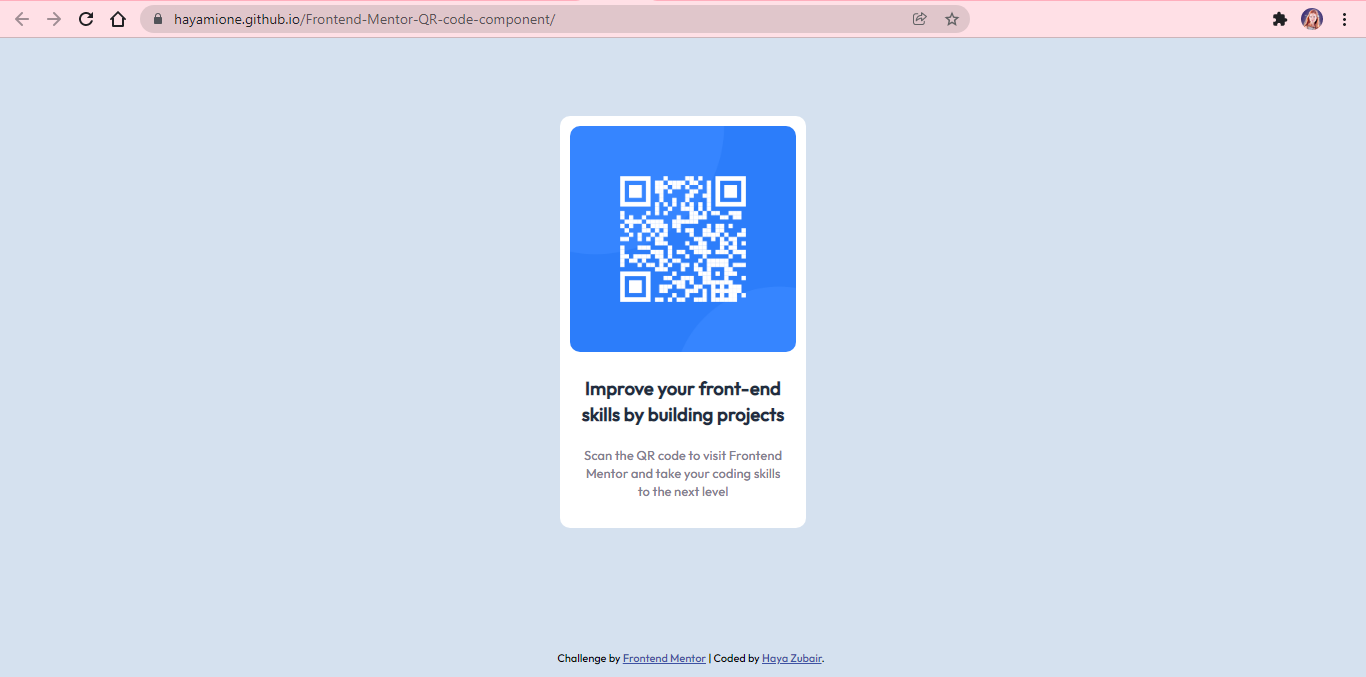 hayamione.github.io/Frontend-Mentor-QR-code-component/
Improve your front-end
skills by building projects
Scan the QR code to visit Frontend
Mentor and take your coding skills
to the next level
Challenge by Frontend Mentor | Coded by Haya Zubair.